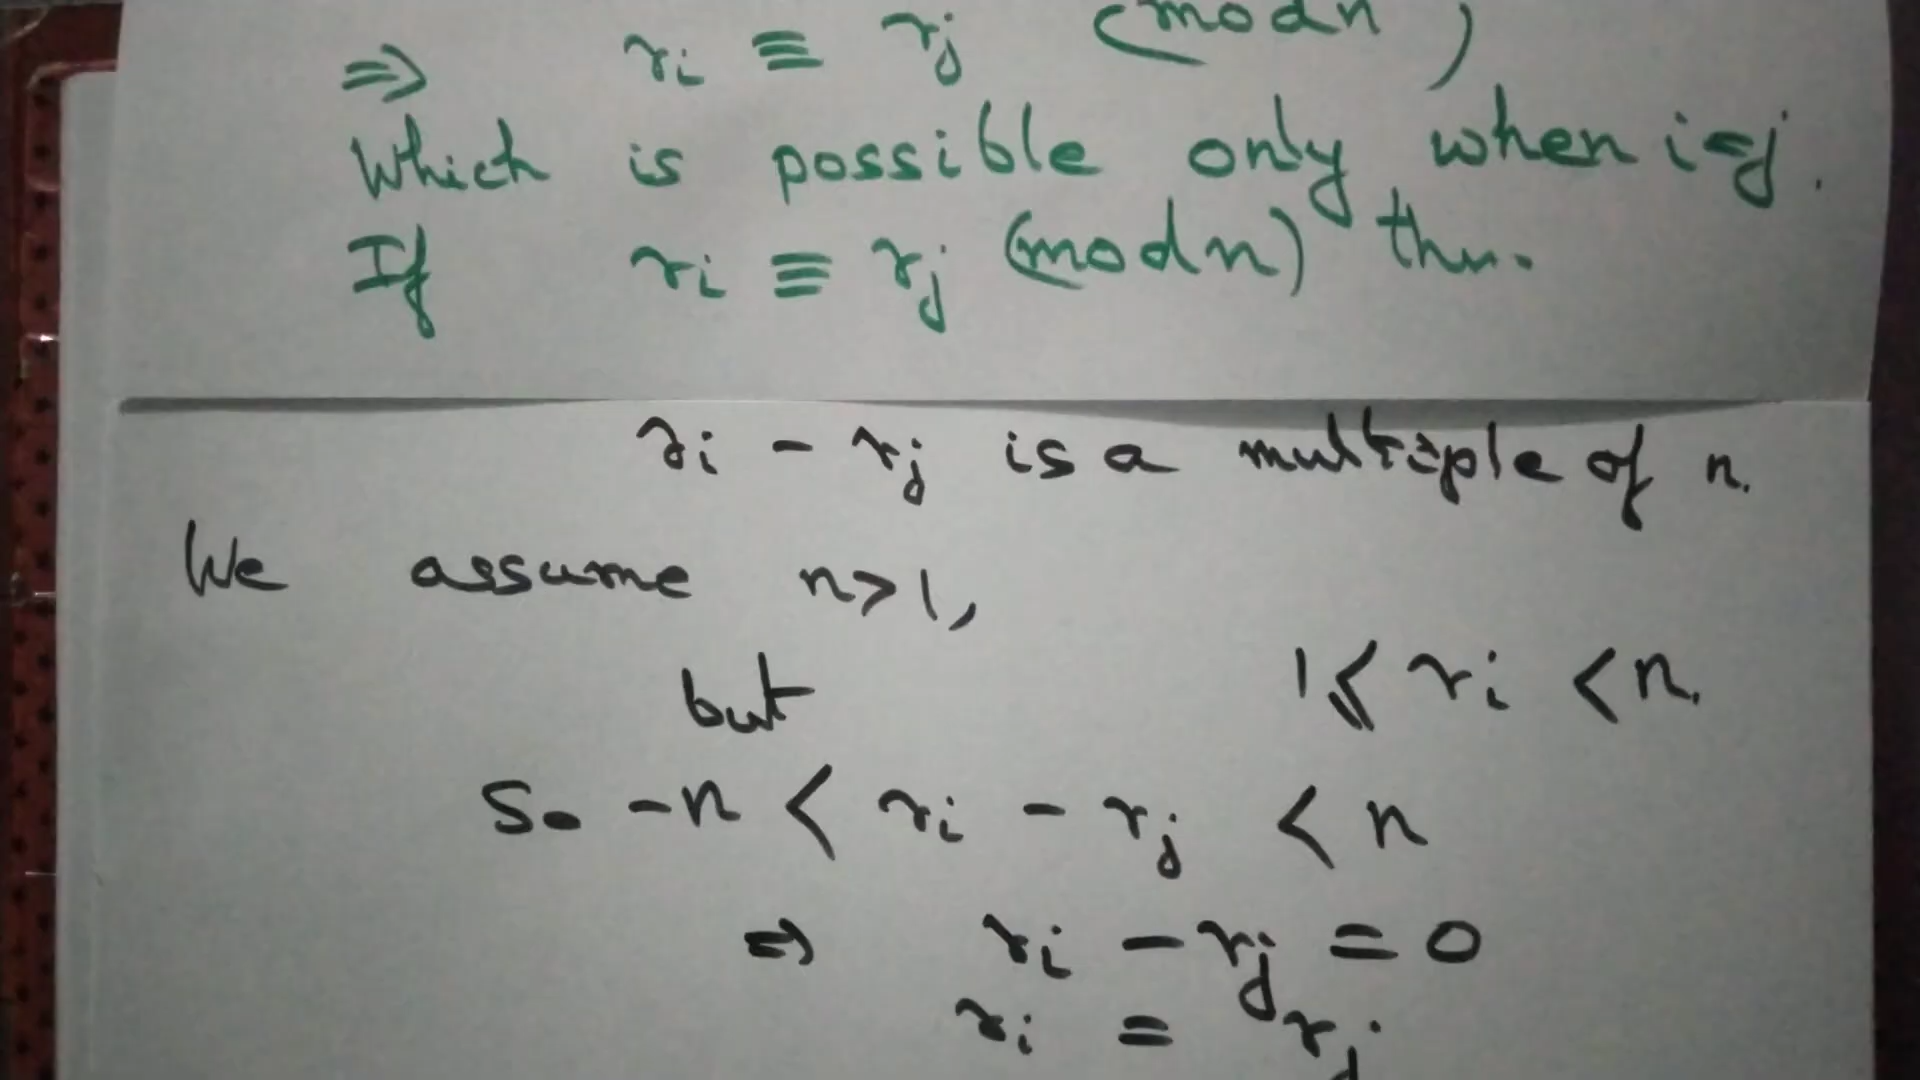 ⇒ ri ≡ rj (mod n)
Which is possible only when i=j.
If ri ≡ rj (mod n) then.
ri - rj is a multiple of n.
We assume n>1,
but 1 ≤ ri < n.
So -n < ri - rj < n
⇒ ri - rj = 0
ri = rj